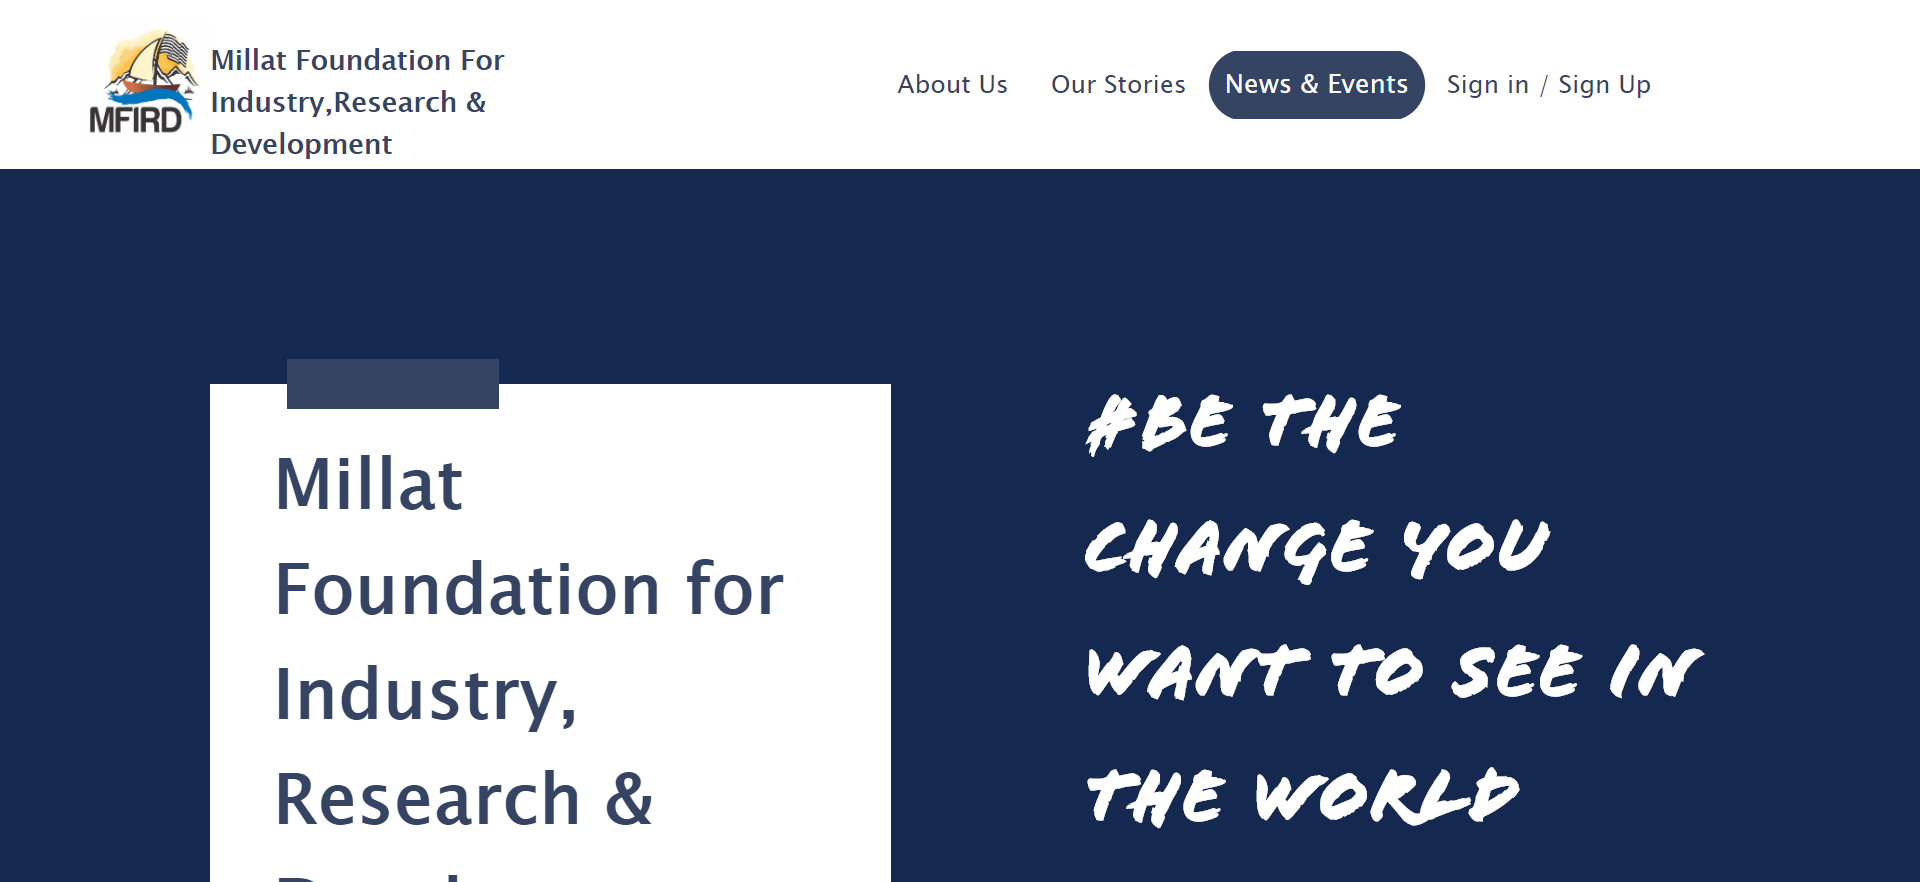 MFIRD
Millat Foundation For
Industry,Research &
Development
About Us
Our Stories
News & Events
Sign in / Sign Up
Millat
Foundation for
Industry,
Research &
#BE THE
CHANGE YOU
WANT TO SEE IN
THE WORLD